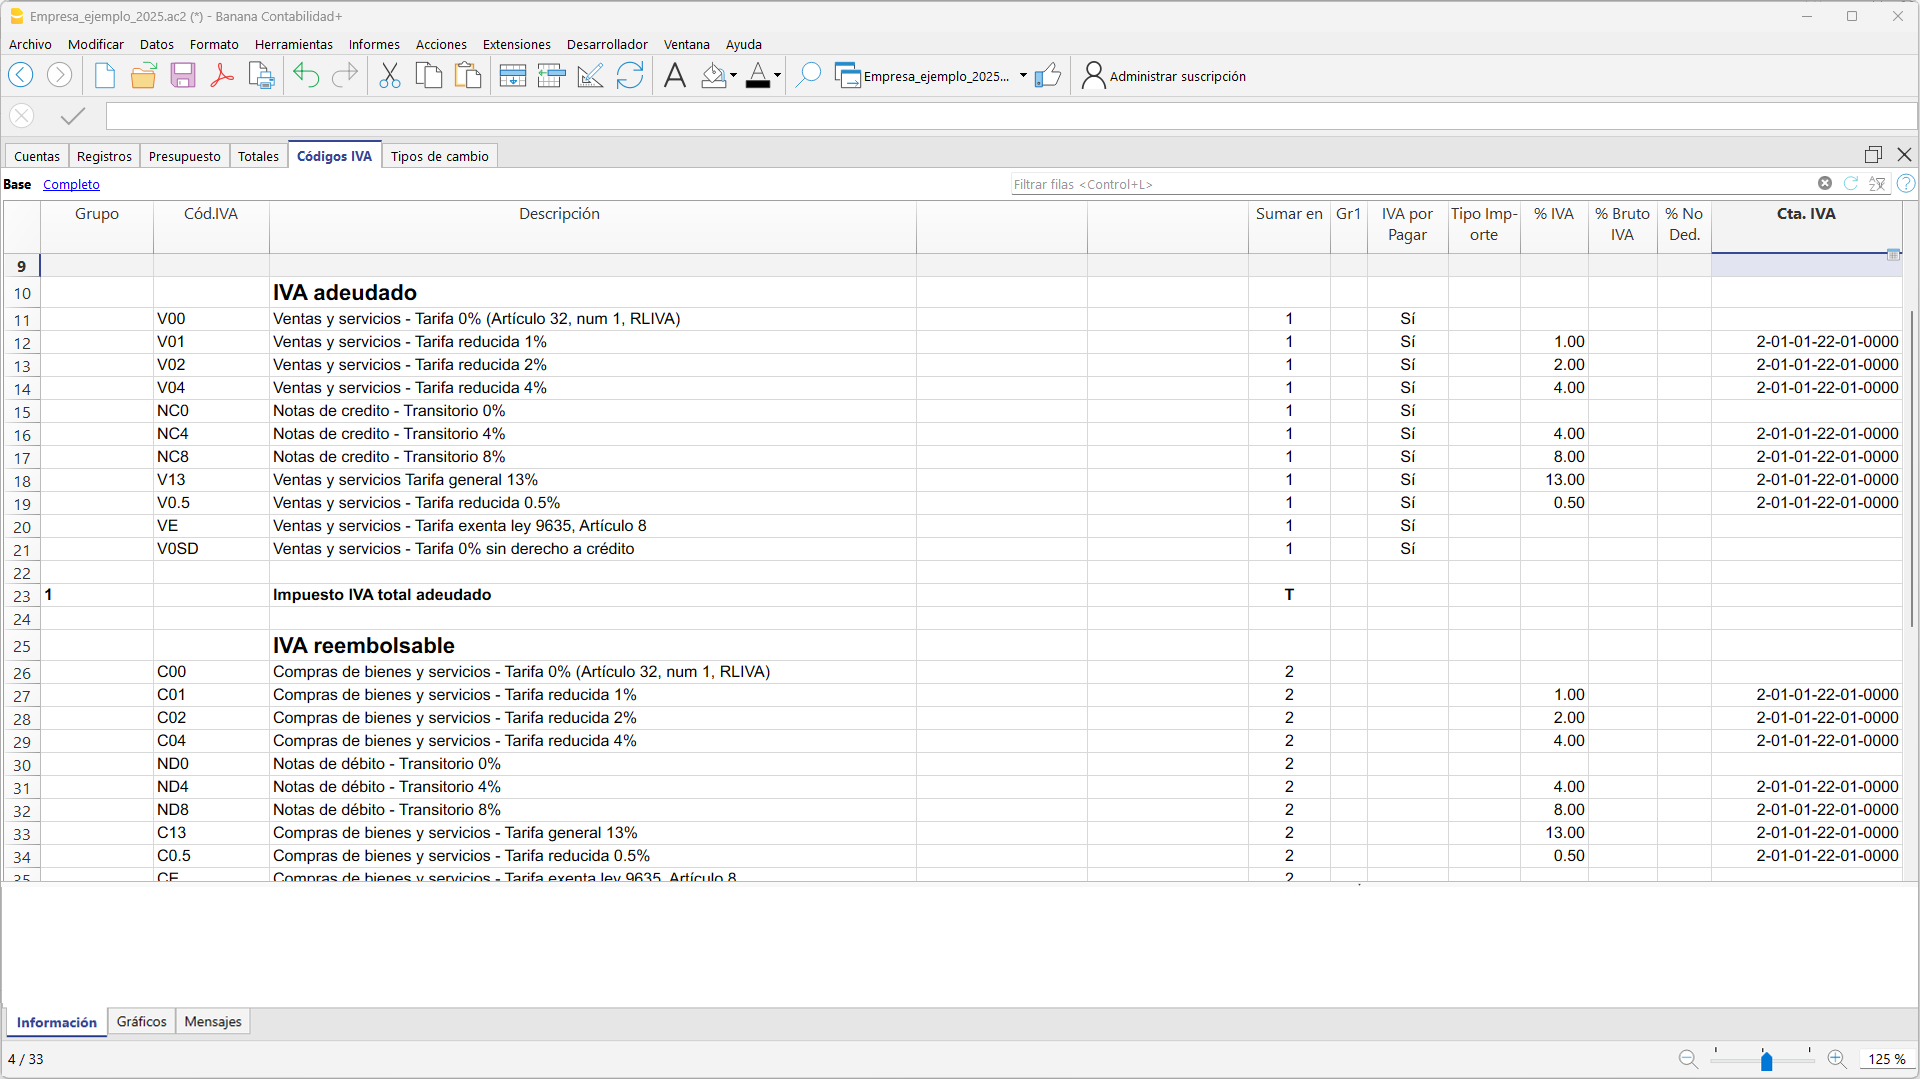 Empresa_ejemplo_2025.ac2 (*) - Banana Contabilidad+
Archivo Modificar Datos Formato Herramientas Informes Acciones Extensiones Desarrollador Ventana Ayuda
Empresa_ejemplo_2025... Administrar suscripción
Cuentas Registros Presupuesto Totales Códigos IVA Tipos de cambio
Base Completo Filtrar filas <Control+L>
Grupo Cód.IVA Descripción Sumar en Gr1 IVA por Pagar Tipo Imp-orte % IVA % Bruto IVA % No Ded. Cta. IVA
9
10 IVA adeudado
11 V00 Ventas y servicios - Tarifa 0% (Artículo 32, num 1, RLIVA) 1 Sí
12 V01 Ventas y servicios - Tarifa reducida 1% 1 Sí 1.00 2-01-01-22-01-0000
13 V02 Ventas y servicios - Tarifa reducida 2% 1 Sí 2.00 2-01-01-22-01-0000
14 V04 Ventas y servicios - Tarifa reducida 4% 1 Sí 4.00 2-01-01-22-01-0000
15 NC0 Notas de credito - Transitorio 0% 1 Sí
16 NC4 Notas de credito - Transitorio 4% 1 Sí 4.00 2-01-01-22-01-0000
17 NC8 Notas de credito - Transitorio 8% 1 Sí 8.00 2-01-01-22-01-0000
18 V13 Ventas y servicios Tarifa general 13% 1 Sí 13.00 2-01-01-22-01-0000
19 V0.5 Ventas y servicios - Tarifa reducida 0.5% 1 Sí 0.50 2-01-01-22-01-0000
20 VE Ventas y servicios - Tarifa exenta ley 9635, Artículo 8 1 Sí
21 V0SD Ventas y servicios - Tarifa 0% sin derecho a crédito 1 Sí
22
23 1 Impuesto IVA total adeudado T
24
25 IVA reembolsable
26 C00 Compras de bienes y servicios - Tarifa 0% (Artículo 32, num 1, RLIVA) 2
27 C01 Compras de bienes y servicios - Tarifa reducida 1% 2 1.00 2-01-01-22-01-0000
28 C02 Compras de bienes y servicios - Tarifa reducida 2% 2 2.00 2-01-01-22-01-0000
29 C04 Compras de bienes y servicios - Tarifa reducida 4% 2 4.00 2-01-01-22-01-0000
30 ND0 Notas de débito - Transitorio 0% 2
31 ND4 Notas de débito - Transitorio 4% 2 4.00 2-01-01-22-01-0000
32 ND8 Notas de débito - Transitorio 8% 2 8.00 2-01-01-22-01-0000
33 C13 Compras de bienes y servicios - Tarifa general 13% 2 13.00 2-01-01-22-01-0000
34 C0.5 Compras de bienes y servicios - Tarifa reducida 0.5% 2 0.50 2-01-01-22-01-0000
35 CE Compras de bienes y servicios - Tarifa exenta ley 9635, Artículo 8 2
Información Gráficos Mensajes
4 / 33 125 %